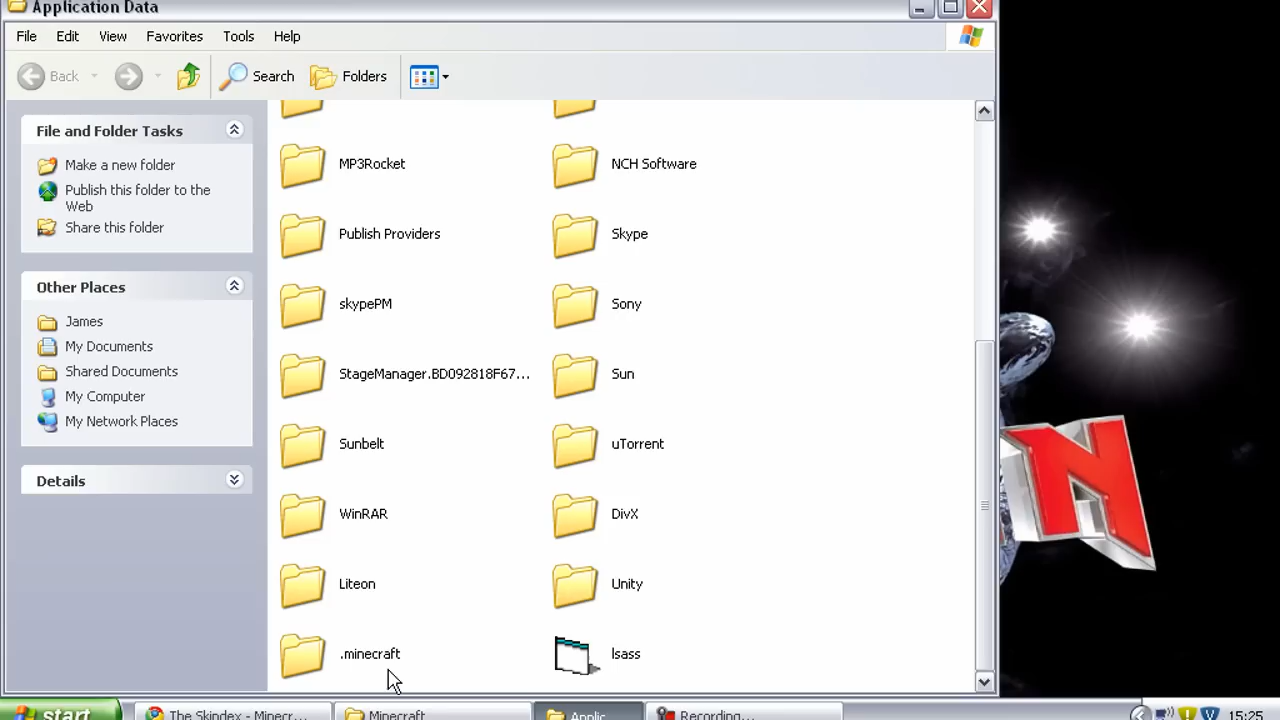 Application Data
File Edit View Favorites Tools Help
Back Search Folders
File and Folder Tasks
Make a new folder
Publish this folder to the
Web
Share this folder
Other Places
James
My Documents
Shared Documents
My Computer
My Network Places
Details
MP3Rocket NCH Software
Publish Providers Skype
skypePM Sony
StageManager.BD092818F67... Sun
Sunbelt uTorrent
WinRAR DivX
Liteon Unity
.minecraft lsass
N
start The Skindex - Minecr... Minecraft Applic Recording... 15:25